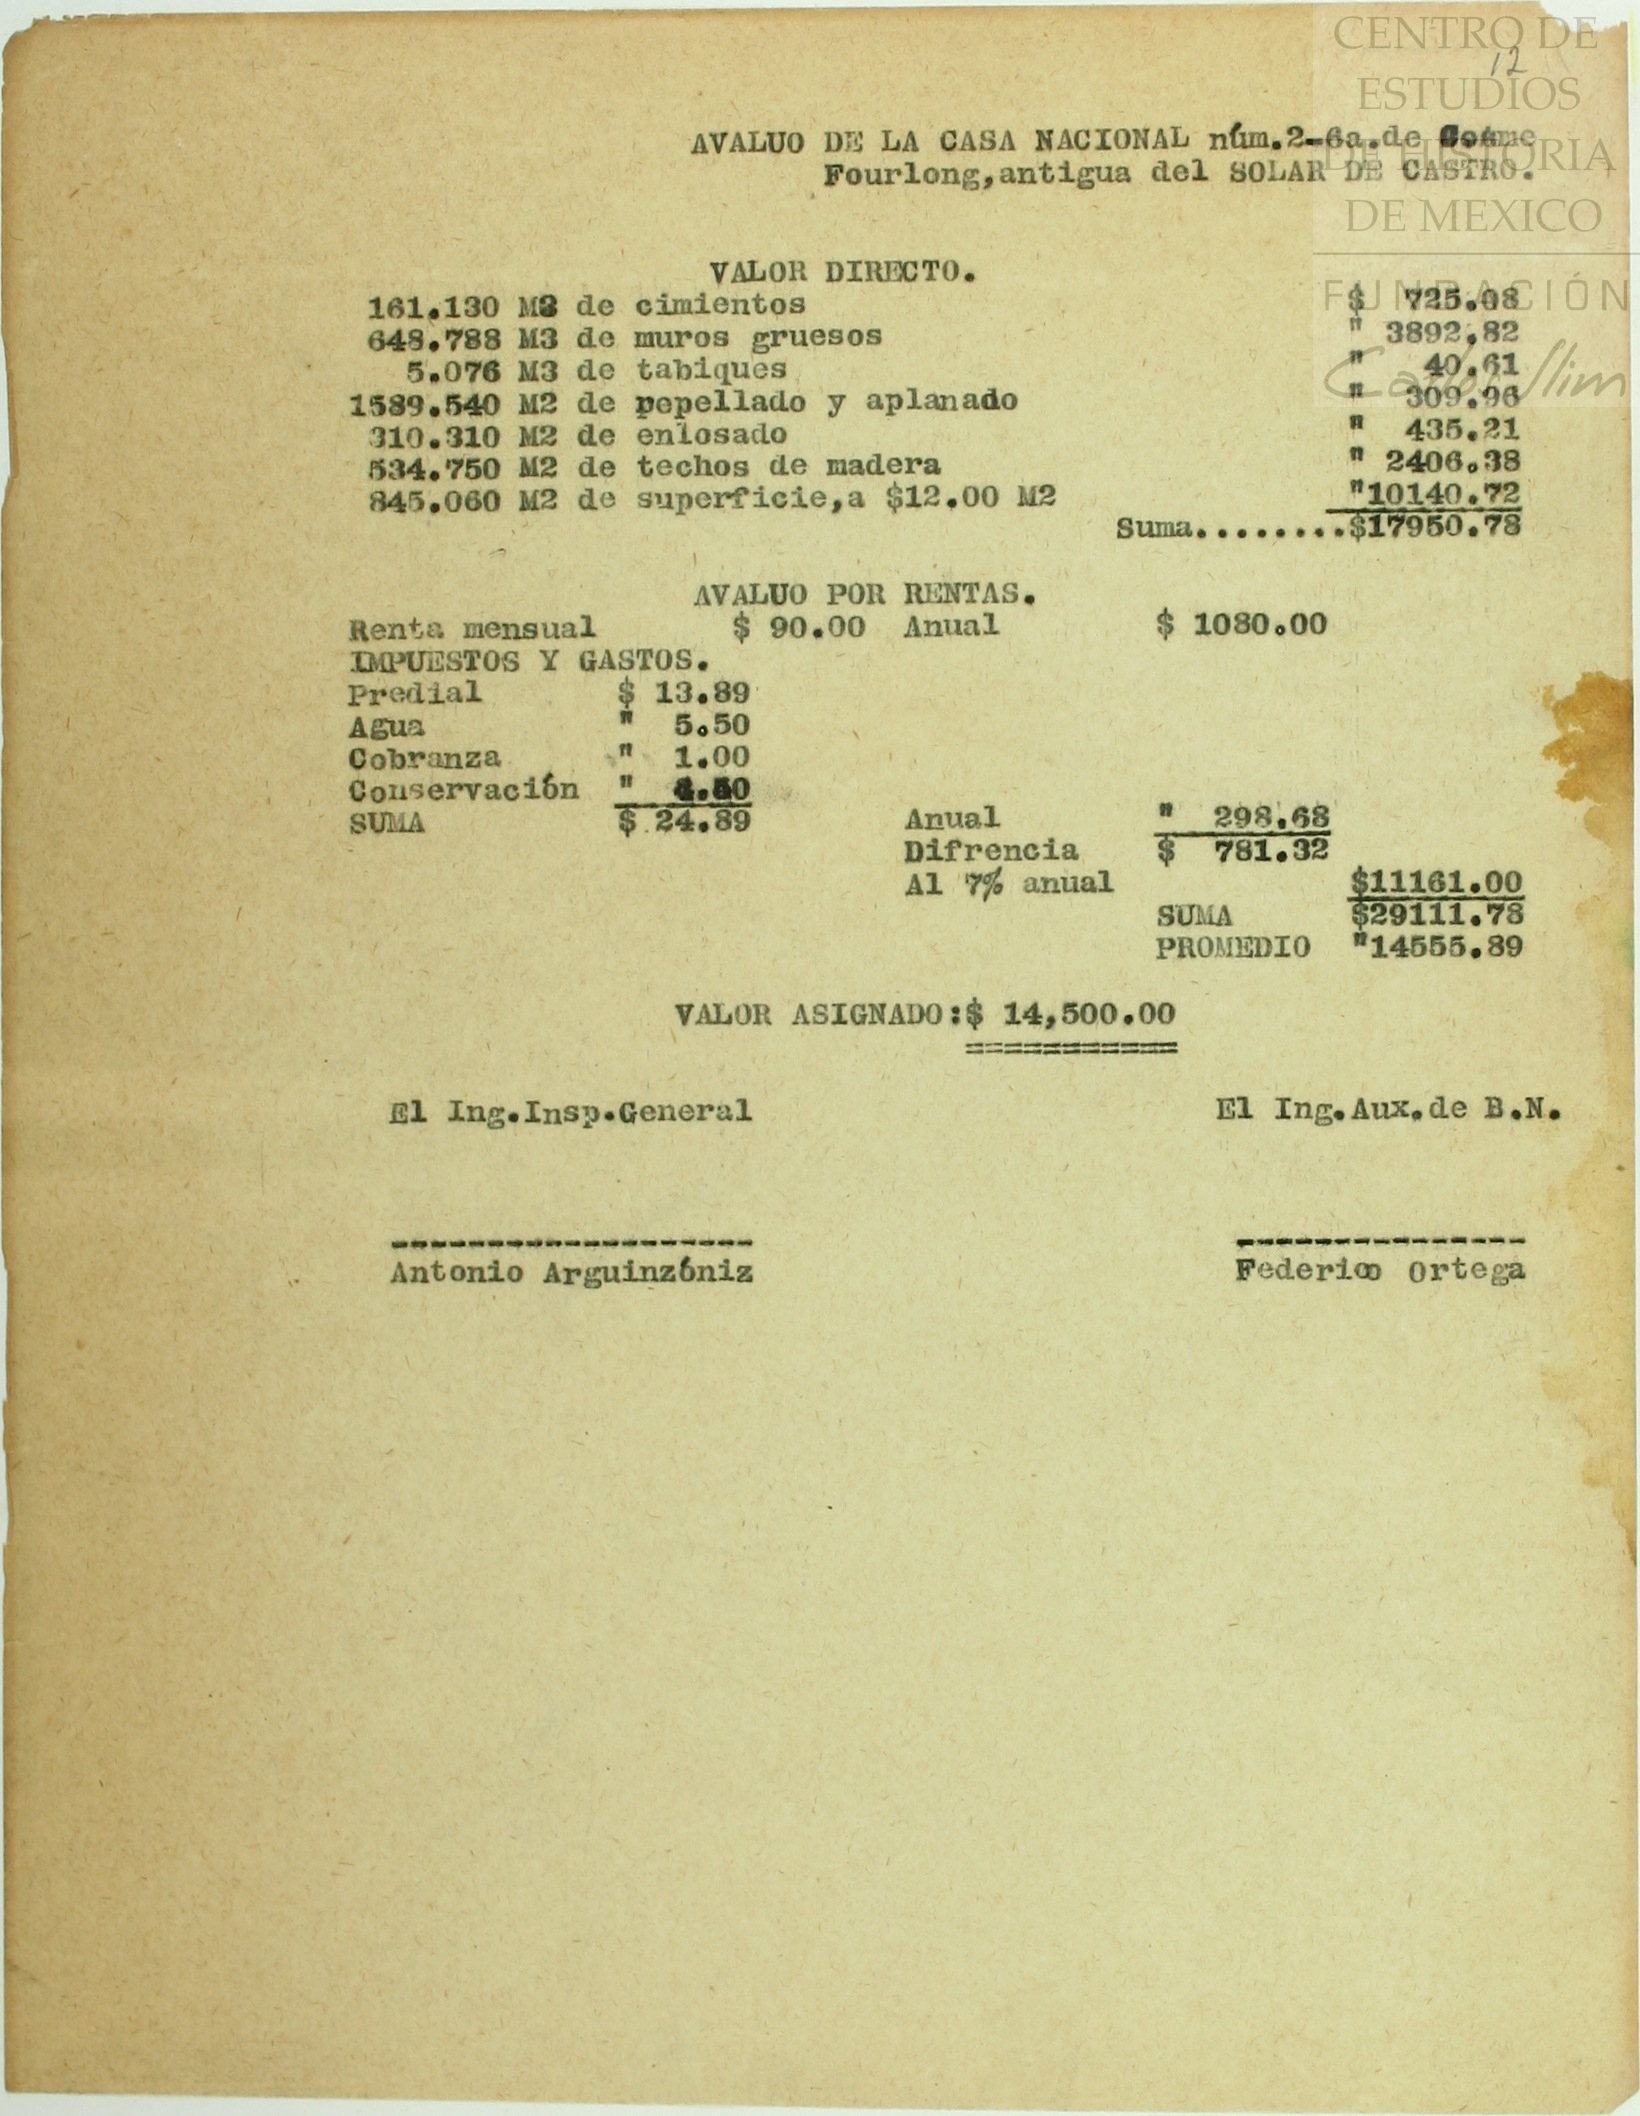 CENTRO DE
ESTUDIOS
DE HISTORIA
DE MEXICO
FUNDACIÓN
Carlos Slim
12
AVALUO DE LA CASA NACIONAL núm.2-6a.de Cosme
Fourlong,antigua del SOLAR DE CASTRO.
VALOR DIRECTO.
161.130 M3 de cimientos $ 725.08
648.788 M3 de muros gruesos " 3892.82
5.076 M3 de tabiques " 40.61
1589.540 M2 de repellado y aplanado " 309.96
310.310 M2 de enlosado " 435.21
534.750 M2 de techos de madera " 2406.38
845.060 M2 de superficie,a $12.00 M2 "10140.72
Suma........$17950.78
AVALUO POR RENTAS.
Renta mensual $ 90.00 Anual $ 1080.00
IMPUESTOS Y GASTOS.
Predial $ 13.89
Agua " 5.50
Cobranza " 1.00
Conservación " 4.50
SUMA $ 24.89 Anual " 298.68
Difrencia $ 781.32
Al 7% anual $11161.00
SUMA $29111.78
PROMEDIO "14555.89
VALOR ASIGNADO:$ 14,500.00
===========
El Ing.Insp.General El Ing.Aux.de B.N.
Antonio Arguinzóniz Federico Ortega